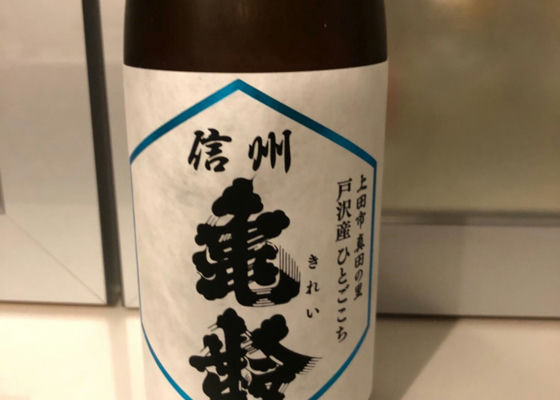 信州
亀齢
きれい
上田市真田の里
戸沢産ひとごこち